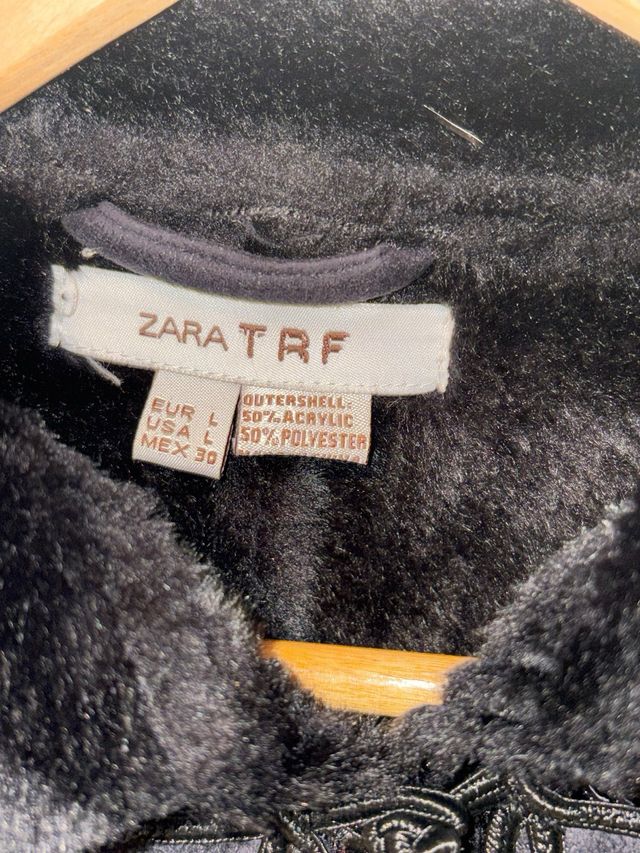 ZARA TRF
EUR L
USA L
MEX 30
OUTERSHELL:
50% ACRYLIC
50% POLYESTER